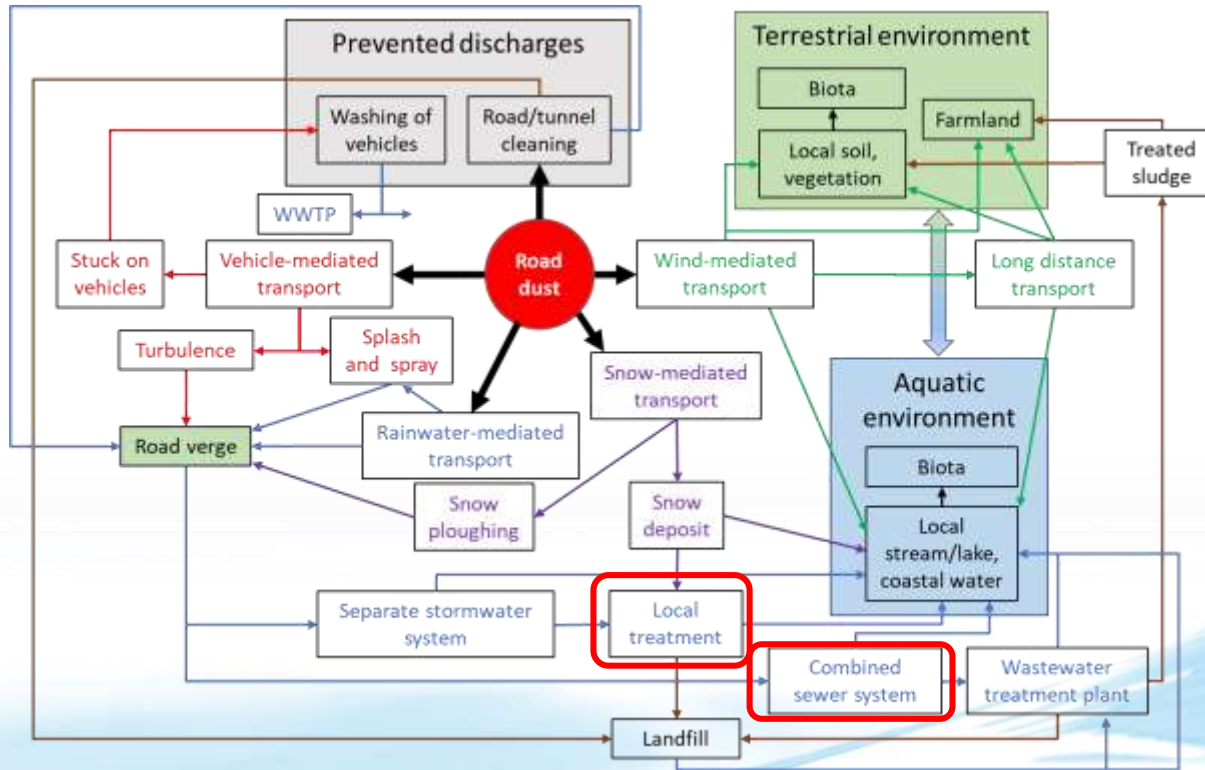 Prevented discharges
Washing of
vehicles
Road/tunnel
cleaning
Terrestrial environment
Biota
Farmland
Local soil,
vegetation
Treated
sludge
WWTP
Stuck on
vehicles
Vehicle-mediated
transport
Road
dust
Wind-mediated
transport
Long distance
transport
Turbulence
Splash
and spray
Snow-mediated
transport
Aquatic
environment
Road verge
Rainwater-mediated
transport
Biota
Snow
ploughing
Snow
deposit
Local
stream/lake,
coastal water
Separate stormwater
system
Local
treatment
Combined
sewer system
Wastewater
treatment plant
Landfill